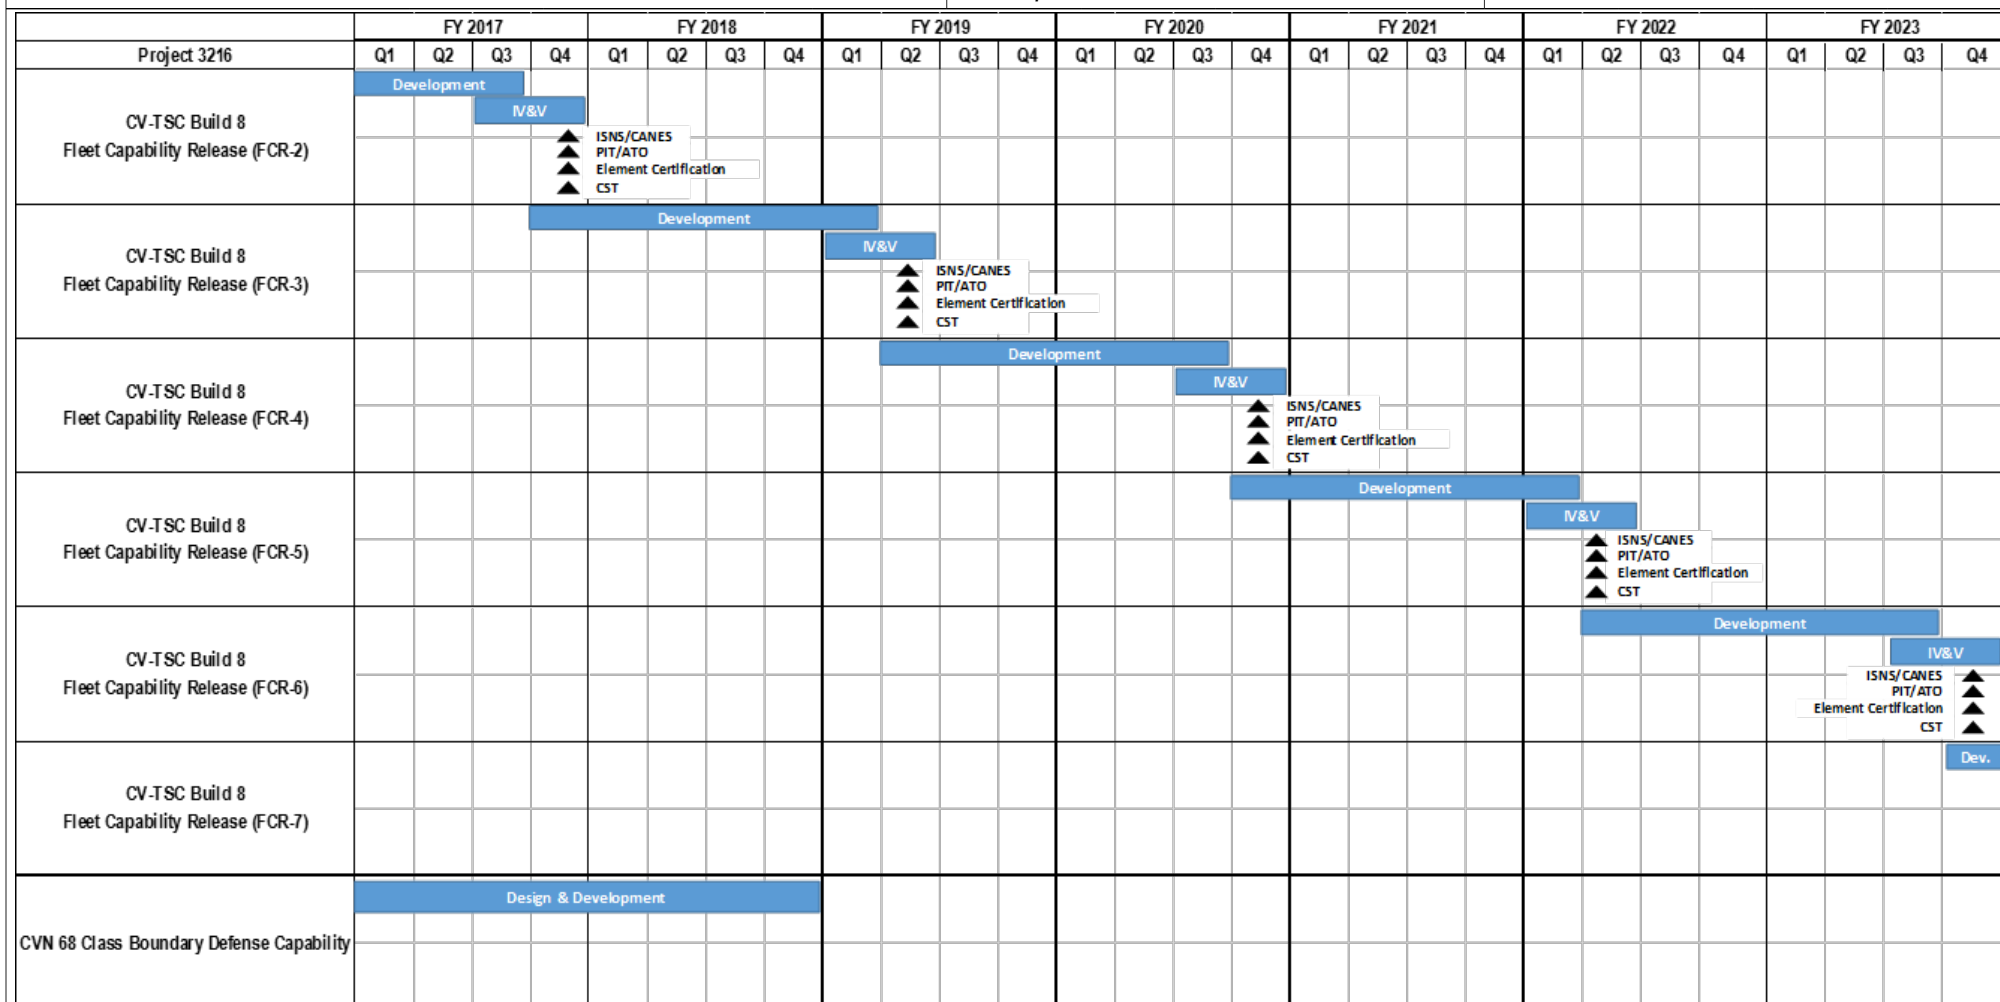 FY 2017 FY 2018 FY 2019 FY 2020 FY 2021 FY 2022 FY 2023
Project 3216 Q1 Q2 Q3 Q4 Q1 Q2 Q3 Q4 Q1 Q2 Q3 Q4 Q1 Q2 Q3 Q4 Q1 Q2 Q3 Q4 Q1 Q2 Q3 Q4 Q1 Q2 Q3 Q4
Development
IV&V
CV-TSC Build 8
Fleet Capability Release (FCR-2)
ISNS/CANES
PIT/ATO
Element Certification
CST
Development
IV&V
CV-TSC Build 8
Fleet Capability Release (FCR-3)
ISNS/CANES
PIT/ATO
Element Certification
CST
Development
IV&V
CV-TSC Build 8
Fleet Capability Release (FCR-4)
ISNS/CANES
PIT/ATO
Element Certification
CST
Development
IV&V
CV-TSC Build 8
Fleet Capability Release (FCR-5)
ISNS/CANES
PIT/ATO
Element Certification
CST
Development
IV&V
CV-TSC Build 8
Fleet Capability Release (FCR-6)
ISNS/CANES
PIT/ATO
Element Certification
CST
Dev.
CV-TSC Build 8
Fleet Capability Release (FCR-7)
Design & Development
CVN 68 Class Boundary Defense Capability